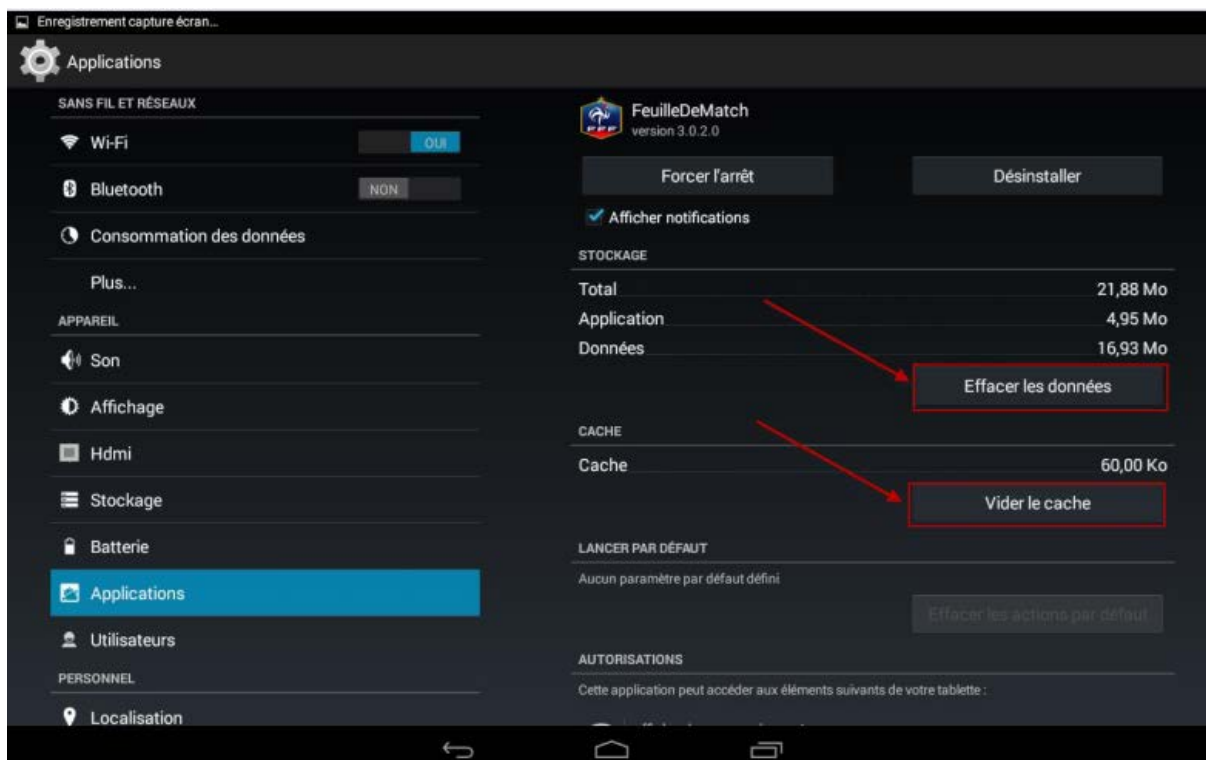 Enregistrement capture écran...
Applications
SANS FIL ET RÉSEAUX
Wi-Fi
OUI
Bluetooth
NON
Consommation des données
Plus...
APPAREIL
Son
Affichage
Hdmi
Stockage
Batterie
Applications
Utilisateurs
PERSONNEL
Localisation
FeuilleDeMatch
version 3.0.2.0
Forcer l'arrêt
Désinstaller
Afficher notifications
STOCKAGE
Total 21,88 Mo
Application 4,95 Mo
Données 16,93 Mo
Effacer les données
CACHE
Cache 60,00 Ko
Vider le cache
LANCER PAR DÉFAUT
Aucun paramètre par défaut défini
Effacer les actions par défaut
AUTORISATIONS
Cette application peut accéder aux éléments suivants de votre tablette :